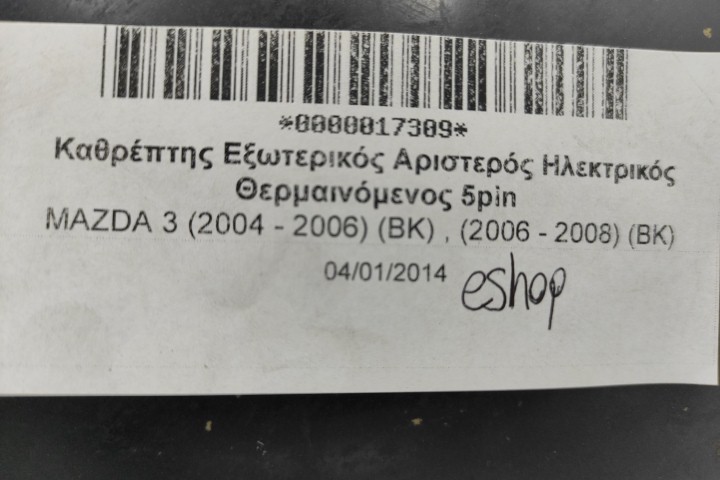 *0000017309*
Καθρέπτης Εξωτερικός Αριστερός Ηλεκτρικός
Θερμαινόμενος 5pin
MAZDA 3 (2004 - 2006) (BK) , (2006 - 2008) (BK)
04/01/2014 eshop